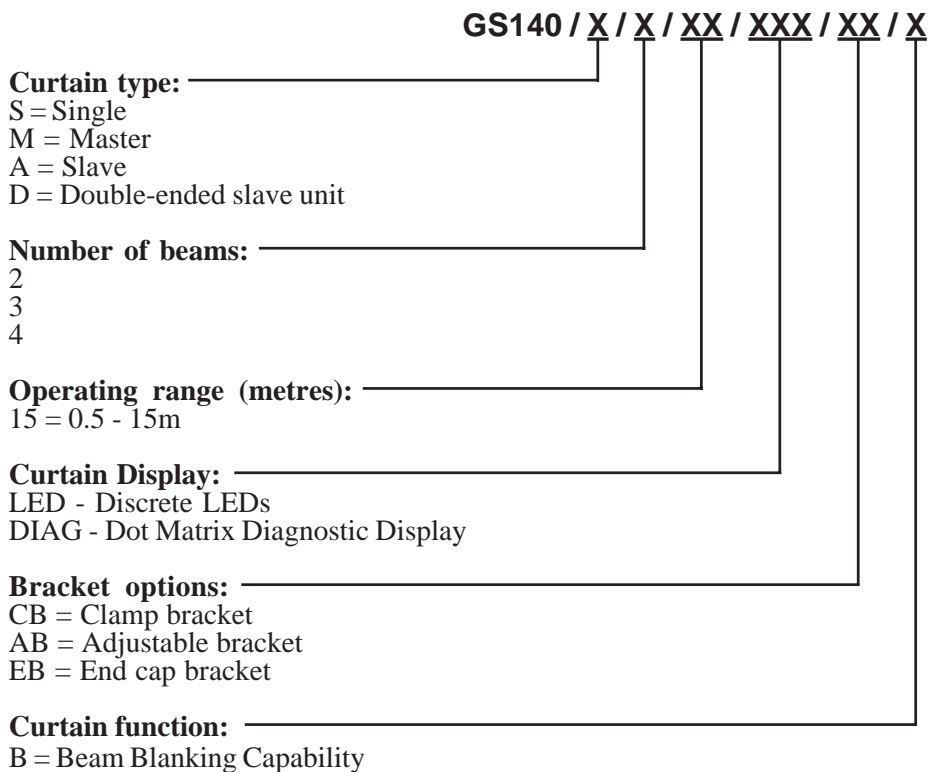 GS140 / X / X / XX / XXX / XX / X
Curtain type:
S = Single
M = Master
A = Slave
D = Double-ended slave unit
Number of beams:
2
3
4
Operating range (metres):
15 = 0.5 - 15m
Curtain Display:
LED - Discrete LEDs
DIAG - Dot Matrix Diagnostic Display
Bracket options:
CB = Clamp bracket
AB = Adjustable bracket
EB = End cap bracket
Curtain function:
B = Beam Blanking Capability